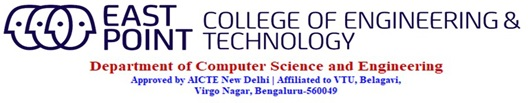 EAST POINT COLLEGE OF ENGINEERING & TECHNOLOGY
Department of Computer Science and Engineering
Approved by AICTE New Delhi | Affiliated to VTU, Belagavi,
Virgo Nagar, Bengaluru-560049